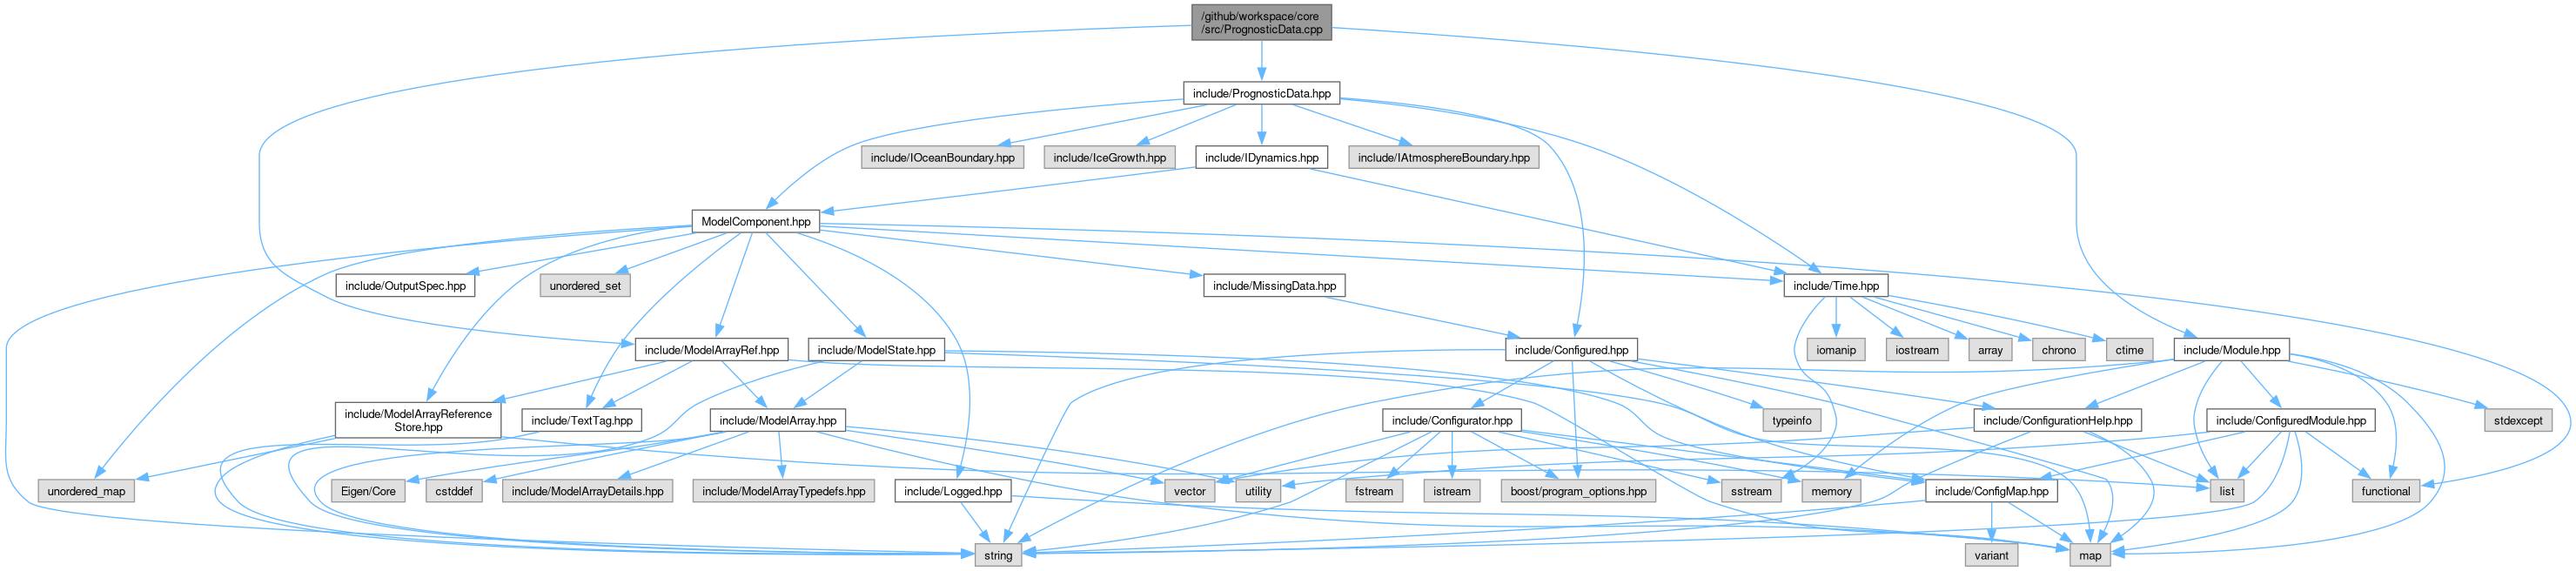 /github/workspace/core
/src/PrognosticData.cpp
include/PrognosticData.hpp
include/IOceanBoundary.hpp
include/IceGrowth.hpp
include/IDynamics.hpp
include/IAtmosphereBoundary.hpp
ModelComponent.hpp
include/OutputSpec.hpp
unordered_set
include/MissingData.hpp
include/Time.hpp
include/ModelArrayRef.hpp
include/ModelState.hpp
include/Configured.hpp
iomanip
iostream
array
chrono
ctime
include/Module.hpp
include/ModelArrayReference
Store.hpp
include/TextTag.hpp
include/ModelArray.hpp
include/Configurator.hpp
typeinfo
include/ConfigurationHelp.hpp
include/ConfiguredModule.hpp
stdexcept
unordered_map
Eigen/Core
cstddef
include/ModelArrayDetails.hpp
include/ModelArrayTypedefs.hpp
include/Logged.hpp
vector
utility
fstream
istream
boost/program_options.hpp
sstream
memory
include/ConfigMap.hpp
list
functional
string
variant
map